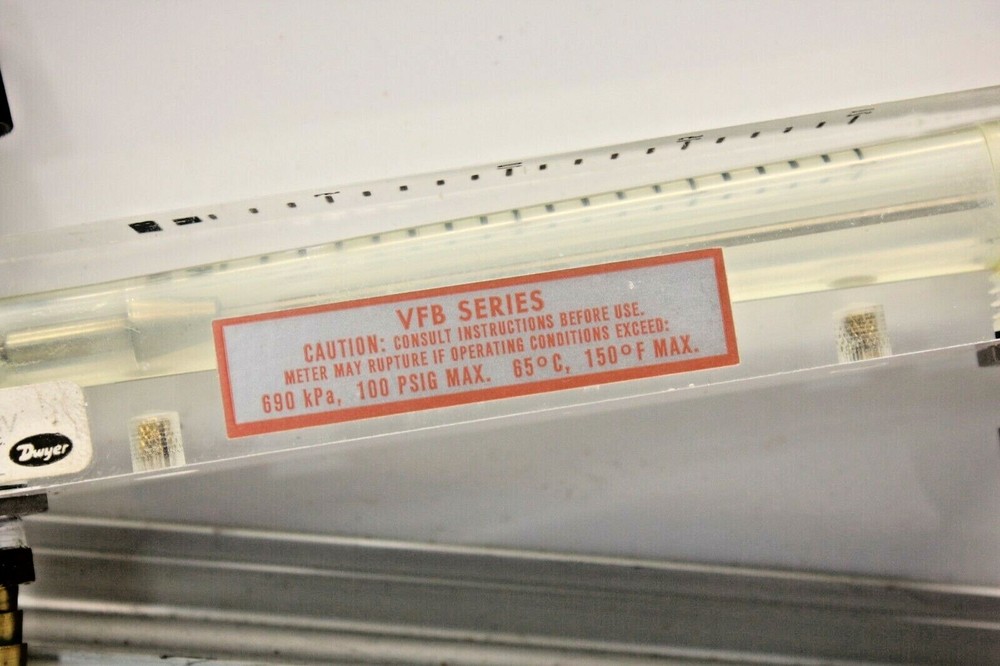 VFB SERIES
CAUTION: CONSULT INSTRUCTIONS BEFORE USE.
METER MAY RUPTURE IF OPERATING CONDITIONS EXCEED:
690 kPa, 100 PSIG MAX. 65°C, 150°F MAX.
Dwyer